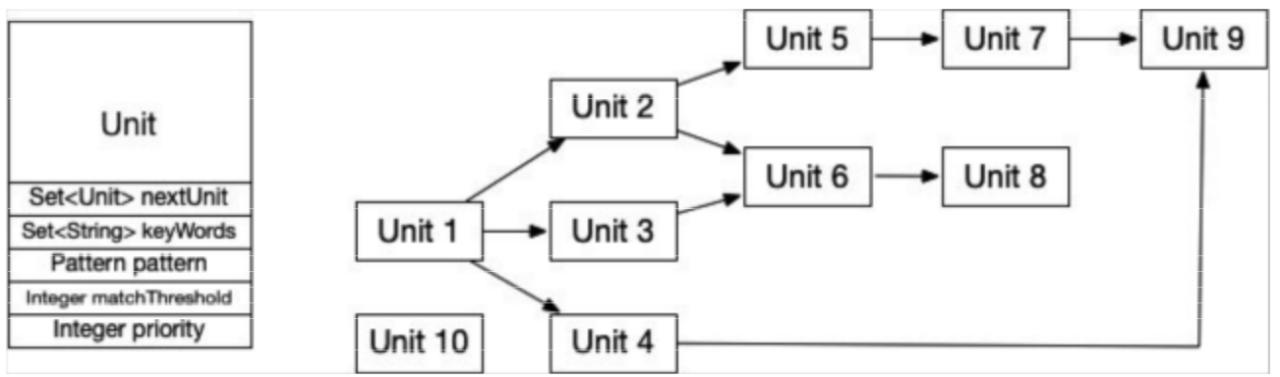 Unit
Set<Unit> nextUnit
Set<String> keyWords
Pattern pattern
Integer matchThreshold
Integer priority
Unit 1
Unit 10
Unit 2
Unit 3
Unit 4
Unit 5
Unit 6
Unit 7
Unit 8
Unit 9